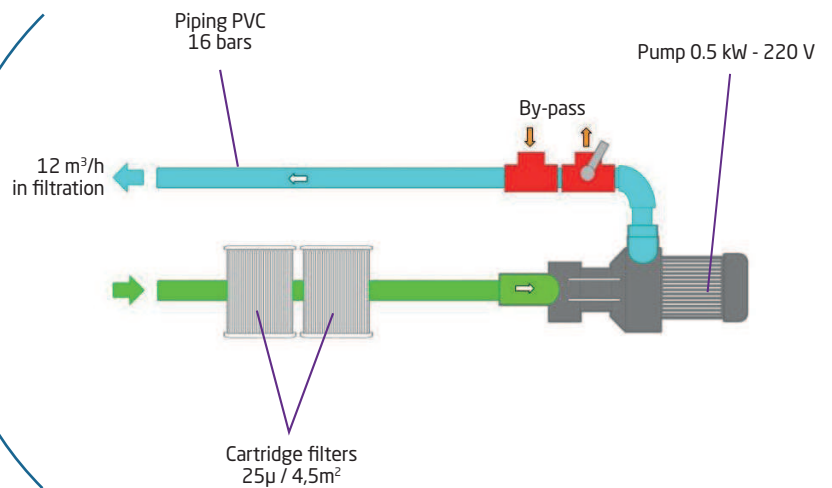 Piping PVC
16 bars
Pump 0.5 kW - 220 V
By-pass
12 m³/h
in filtration
Cartridge filters
25µ / 4,5m²